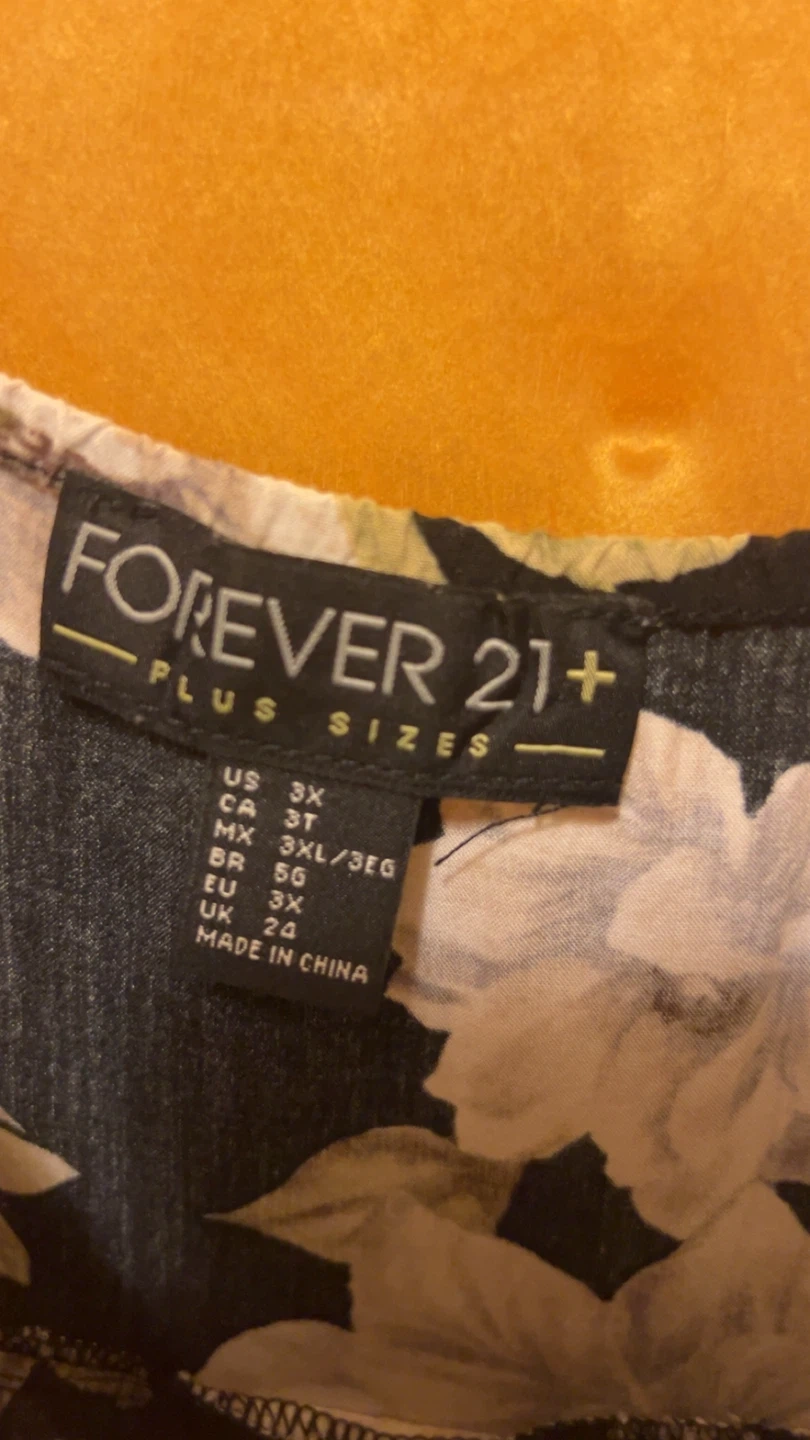 FOREVER 21+
PLUS SIZES
US 3X
CA 3T
MX 3XL/3EG
BR 5G
EU 3X
UK 24
MADE IN CHINA